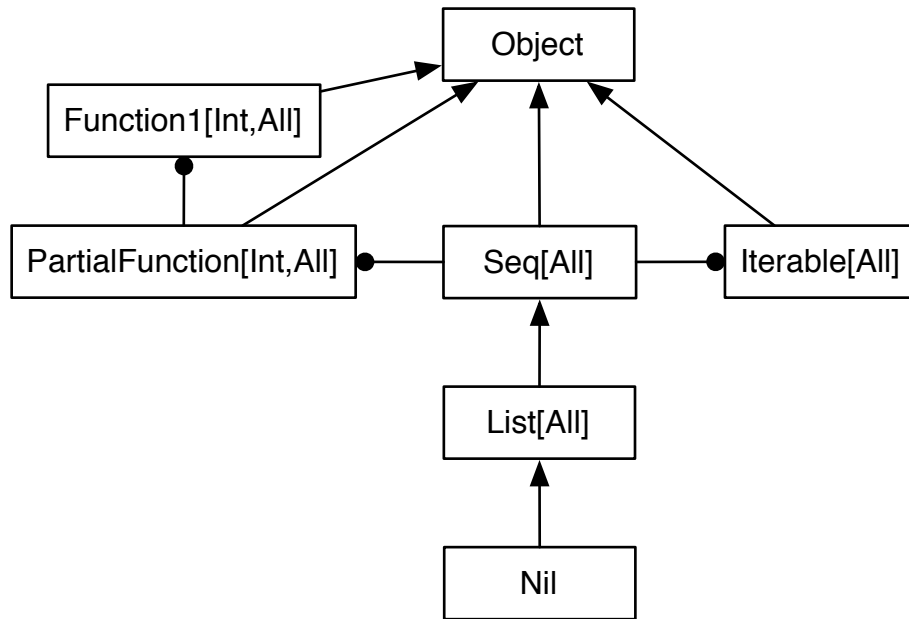 Object
Function1[Int,All]
PartialFunction[Int,All]
Seq[All]
Iterable[All]
List[All]
Nil